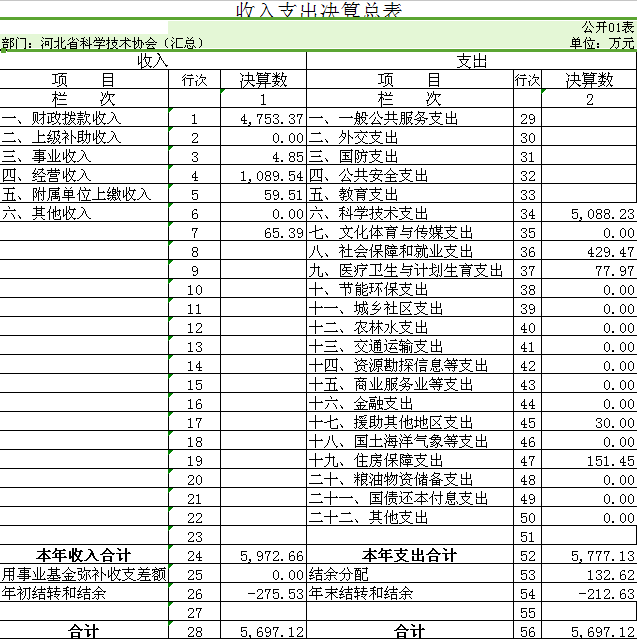 收入支出决算总表
公开01表
部门：河北省科学技术协会（汇总） 单位：万元
收入 支出
项 目 行次 决算数 项 目 行次 决算数
栏 次 1 栏 次 2
一、财政拨款收入 1 4,753.37 一、一般公共服务支出 29
二、上级补助收入 2 0.00 二、外交支出 30
三、事业收入 3 4.85 三、国防支出 31
四、经营收入 4 1,089.54 四、公共安全支出 32
五、附属单位上缴收入 5 59.51 五、教育支出 33
六、其他收入 6 0.00 六、科学技术支出 34 5,088.23
7 65.39 七、文化体育与传媒支出 35 0.00
8 八、社会保障和就业支出 36 429.47
9 九、医疗卫生与计划生育支出 37 77.97
10 十、节能环保支出 38 0.00
11 十一、城乡社区支出 39 0.00
12 十二、农林水支出 40 0.00
13 十三、交通运输支出 41 0.00
14 十四、资源勘探信息等支出 42 0.00
15 十五、商业服务业等支出 43 0.00
16 十六、金融支出 44 0.00
17 十七、援助其他地区支出 45 30.00
18 十八、国土海洋气象等支出 46 0.00
19 十九、住房保障支出 47 151.45
20 二十、粮油物资储备支出 48 0.00
21 二十一、国债还本付息支出 49 0.00
22 二十二、其他支出 50 0.00
23 51
本年收入合计 24 5,972.66 本年支出合计 52 5,777.13
用事业基金弥补收支差额 25 0.00 结余分配 53 132.62
年初结转和结余 26 -275.53 年末结转和结余 54 -212.63
27 55
合计 28 5,697.12 合计 56 5,697.12